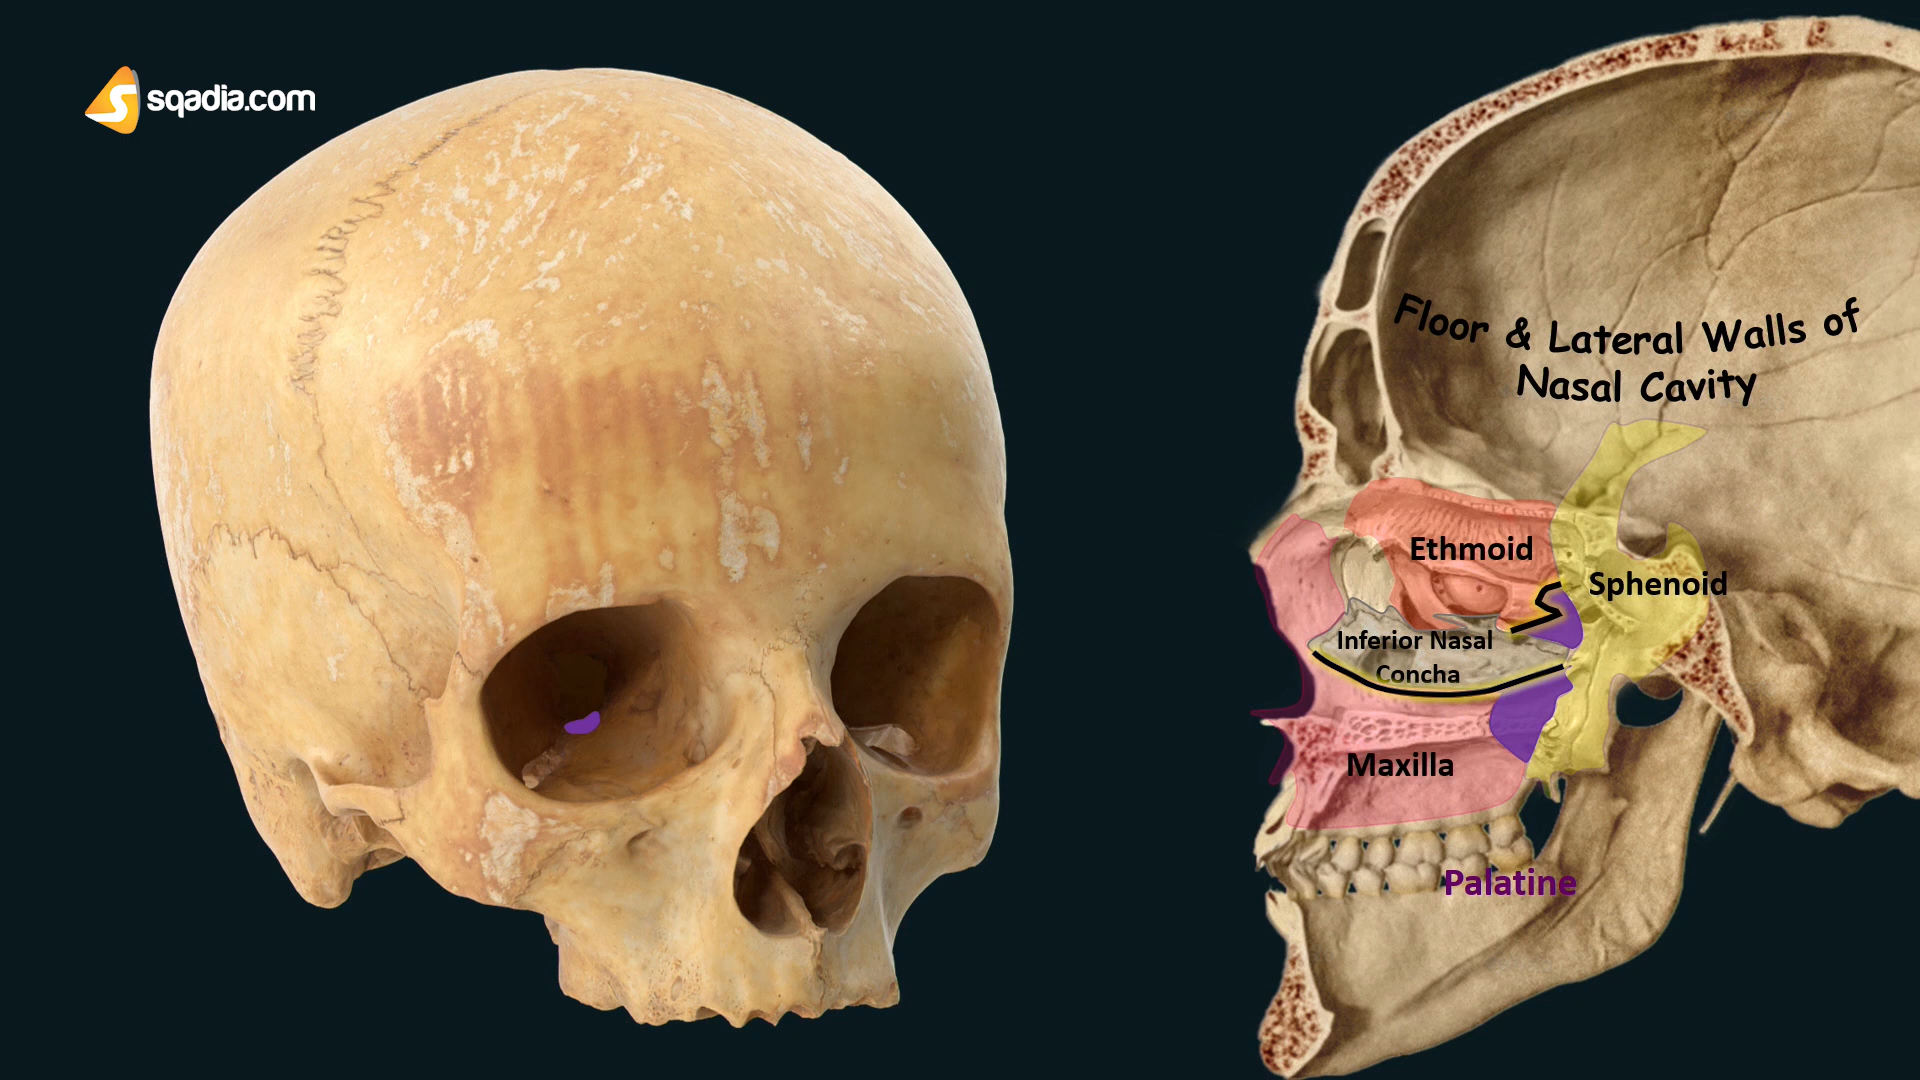 sqadia.com
Floor & Lateral Walls of
Nasal Cavity
Ethmoid
Sphenoid
Inferior Nasal
Concha
Maxilla
Palatine